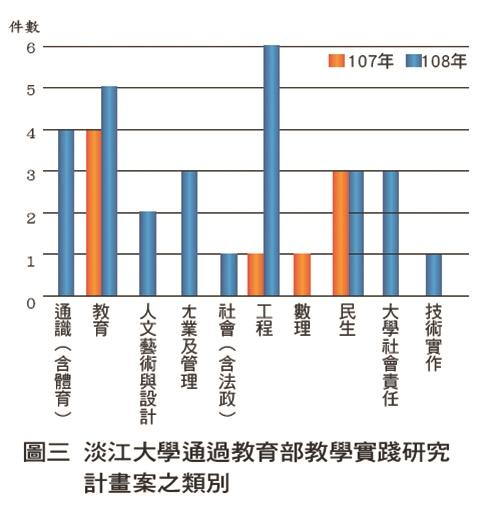 件數
6
5
4
3
2
1
0
107年 108年
通識（含體育）
教育
人文藝術與設計
才業及管理
社會（含法政）
工程
數理
民生
大學社會責任
技術實作
圖三 淡江大學通過教育部教學實踐研究
計畫案之類別